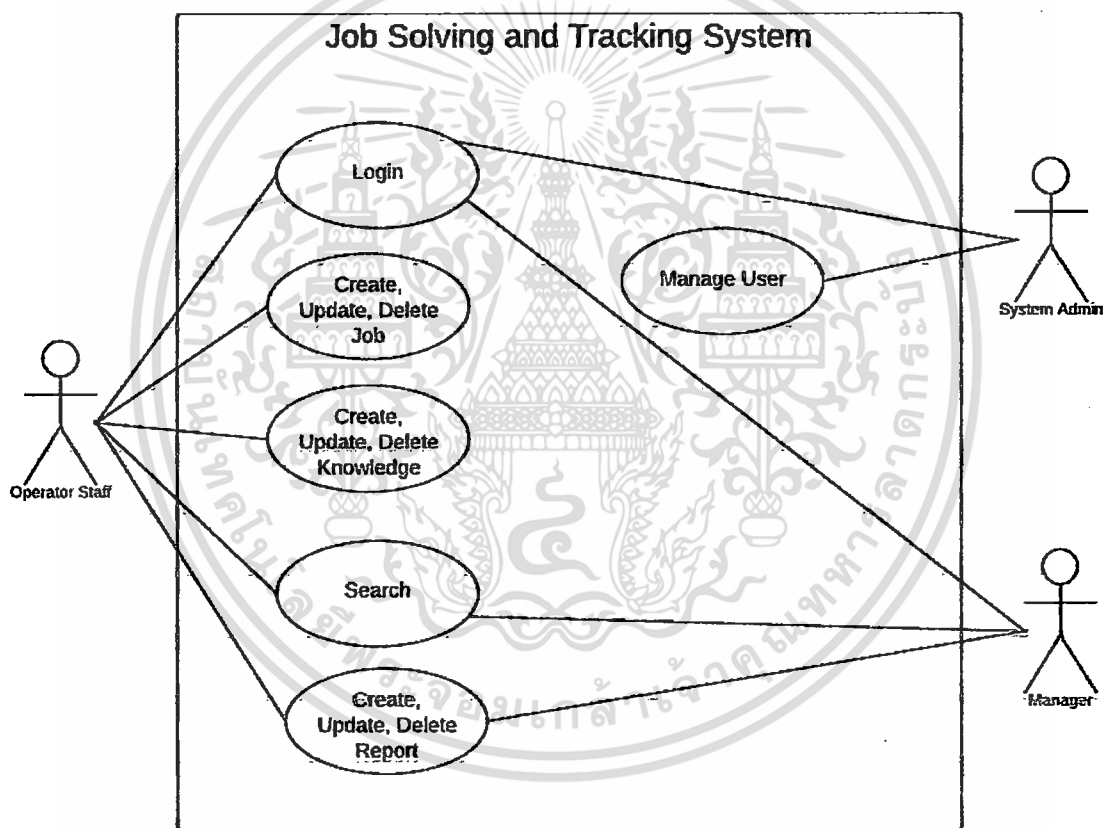 Job Solving and Tracking System
Login
Manage User
System Admin
Create,
Update, Delete
Job
Create,
Update, Delete
Knowledge
Operator Staff
Search
Create,
Update, Delete
Report
Manager